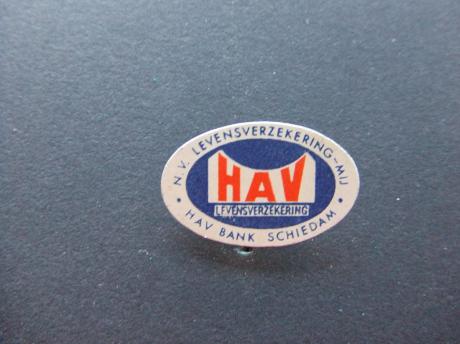 N.V. LEVENSVERZEKERING-MIJ
HAV
LEVENSVERZEKERING
• HAV BANK SCHIEDAM •